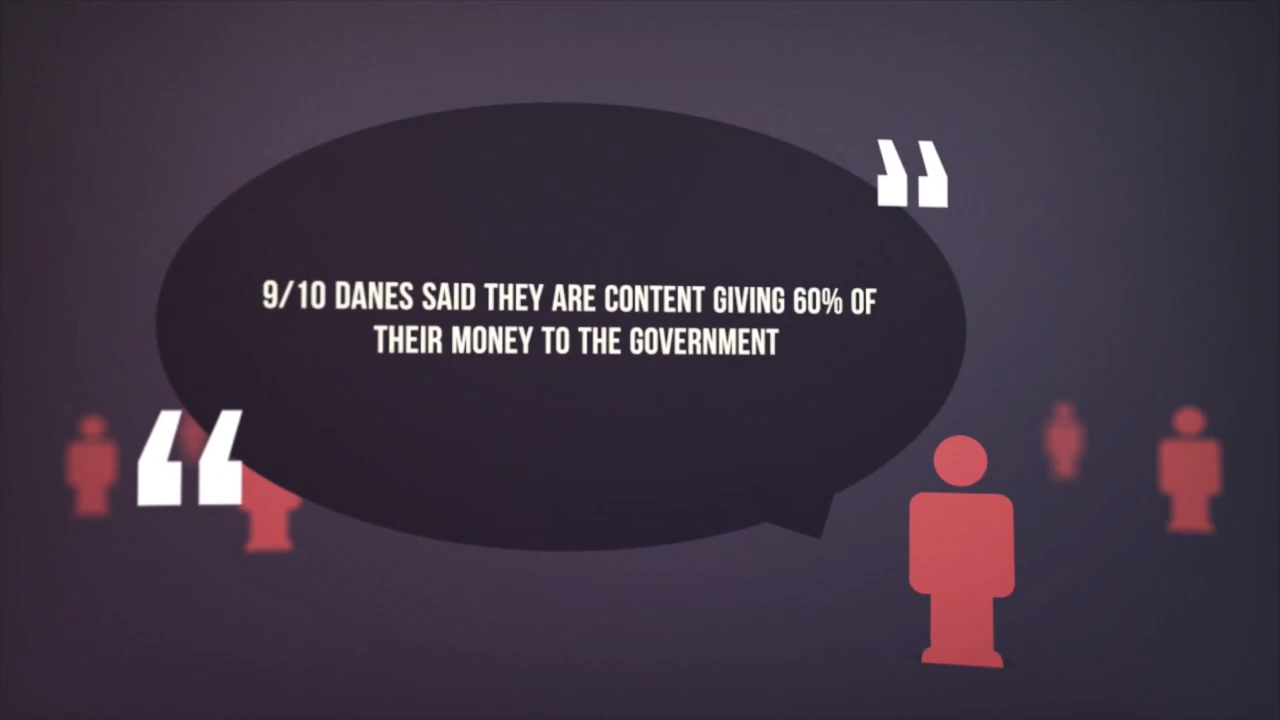 9/10 DANES SAID THEY ARE CONTENT GIVING 60% OF
THEIR MONEY TO THE GOVERNMENT